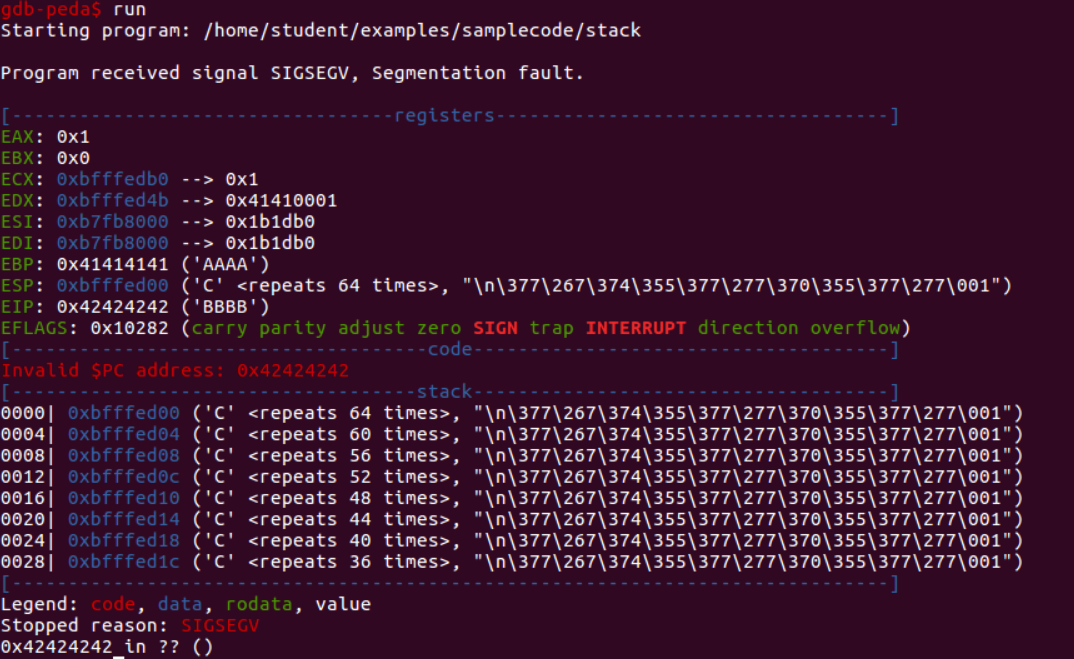 gdb-peda$ run
Starting program: /home/student/examples/samplecode/stack
Program received signal SIGSEGV, Segmentation fault.
[----------------------------------registers-----------------------------------]
EAX: 0x1
EBX: 0x0
ECX: 0xbfffedb0 --> 0x1
EDX: 0xbfffed4b --> 0x41410001
ESI: 0xb7fb8000 --> 0x1b1db0
EDI: 0xb7fb8000 --> 0x1b1db0
EBP: 0x41414141 ('AAAA')
ESP: 0xbfffed00 ('C' <repeats 64 times>, "\n\377\267\374\355\377\277\370\355\377\277\001")
EIP: 0x42424242 ('BBBB')
EFLAGS: 0x10282 (carry parity adjust zero SIGN trap INTERRUPT direction overflow)
[-------------------------------------code-------------------------------------]
Invalid $PC address: 0x42424242
[------------------------------------stack-------------------------------------]
0000| 0xbfffed00 ('C' <repeats 64 times>, "\n\377\267\374\355\377\277\370\355\377\277\001")
0004| 0xbfffed04 ('C' <repeats 60 times>, "\n\377\267\374\355\377\277\370\355\377\277\001")
0008| 0xbfffed08 ('C' <repeats 56 times>, "\n\377\267\374\355\377\277\370\355\377\277\001")
0012| 0xbfffed0c ('C' <repeats 52 times>, "\n\377\267\374\355\377\277\370\355\377\277\001")
0016| 0xbfffed10 ('C' <repeats 48 times>, "\n\377\267\374\355\377\277\370\355\377\277\001")
0020| 0xbfffed14 ('C' <repeats 44 times>, "\n\377\267\374\355\377\277\370\355\377\277\001")
0024| 0xbfffed18 ('C' <repeats 40 times>, "\n\377\267\374\355\377\277\370\355\377\277\001")
0028| 0xbfffed1c ('C' <repeats 36 times>, "\n\377\267\374\355\377\277\370\355\377\277\001")
[------------------------------------------------------------------------------]
Legend: code, data, rodata, value
Stopped reason: SIGSEGV
0x42424242 in ?? ()